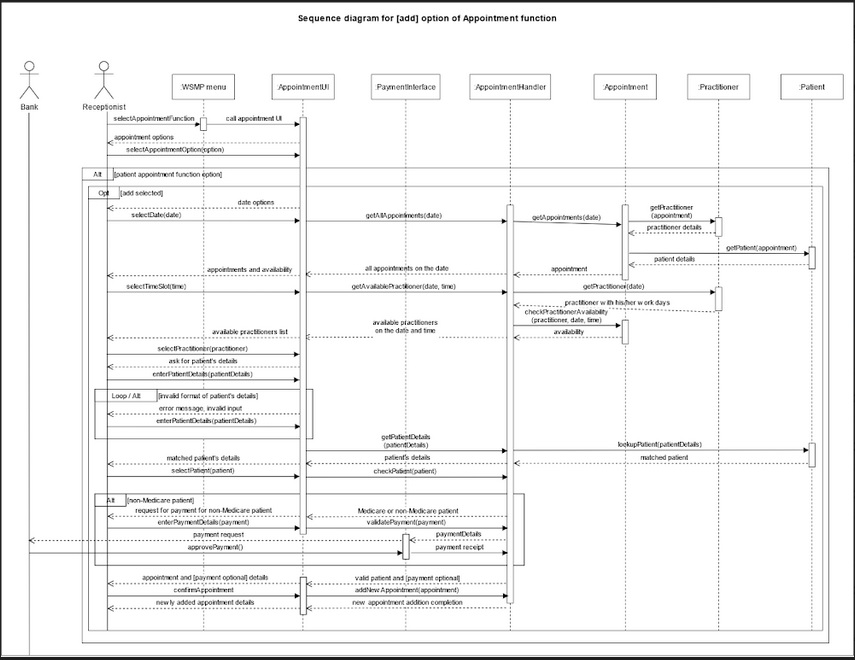 Sequence diagram for [add] option of Appointment function
Bank
Receptionist
:WSMP menu
:AppointmentUI
:PaymentInterface
:AppointmentHandler
:Appointment
:Practitioner
:Patient
selectAppointmentFunction
call appointment UI
appointment options
selectAppointmentOption(option)
Alt
[patient appointment function option]
Opt
[add selected]
date options
selectDate(date)
getAllAppointments(date)
getAppointments(date)
getPractitioner
(appointment)
practitioner details
getPatient(appointment)
patient details
appointments and availability
all appointments on the date
appointment
selectTimeSlot(time)
getAvailablePractitioner(date, time)
getPractitioner(date)
practitioner with his/her work days
checkPractitionerAvailability
(practitioner, date, time)
available practitioners list
available practitioners
on the date and time
availability
selectPractitioner(practitioner)
ask for patient's details
enterPatientDetails(patientDetails)
Loop / Alt
[invalid format of patient's details]
error message, invalid input
enterPatientDetails(patientDetails)
getPatientDetails
(patientDetails)
lookupPatient(patientDetails)
matched patient's details
patient's details
matched patient
selectPatient(patient)
checkPatient(patient)
Alt
[non-Medicare patient]
request for payment for non-Medicare patient
Medicare or non-Medicare patient
enterPaymentDetails(payment)
validatePayment(payment)
payment request
paymentDetails
approvePayment()
payment receipt
appointment and [payment optional] details
valid patient and [payment optional]
confirmAppointment
addNewAppointment(appointment)
newly added appointment details
new appointment addition completion